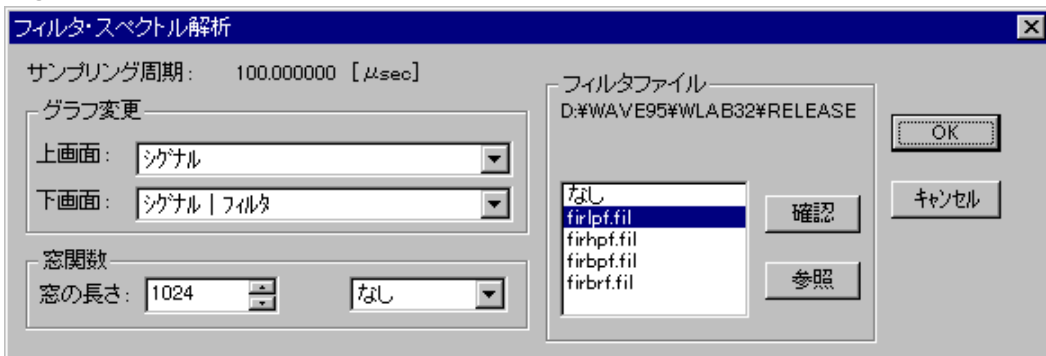 フィルタ・スペクトル解析
サンプリング周期: 100.000000 [μsec]
グラフ変更
上画面: シグナル
下画面: シグナル | フィルタ
窓関数
窓の長さ: 1024 なし
フィルタファイル
D:¥WAVE95¥WLAB32¥RELEASE
なし
firlpf.fil
firhpf.fil
firbpf.fil
firbrf.fil
確認
参照
OK
キャンセル